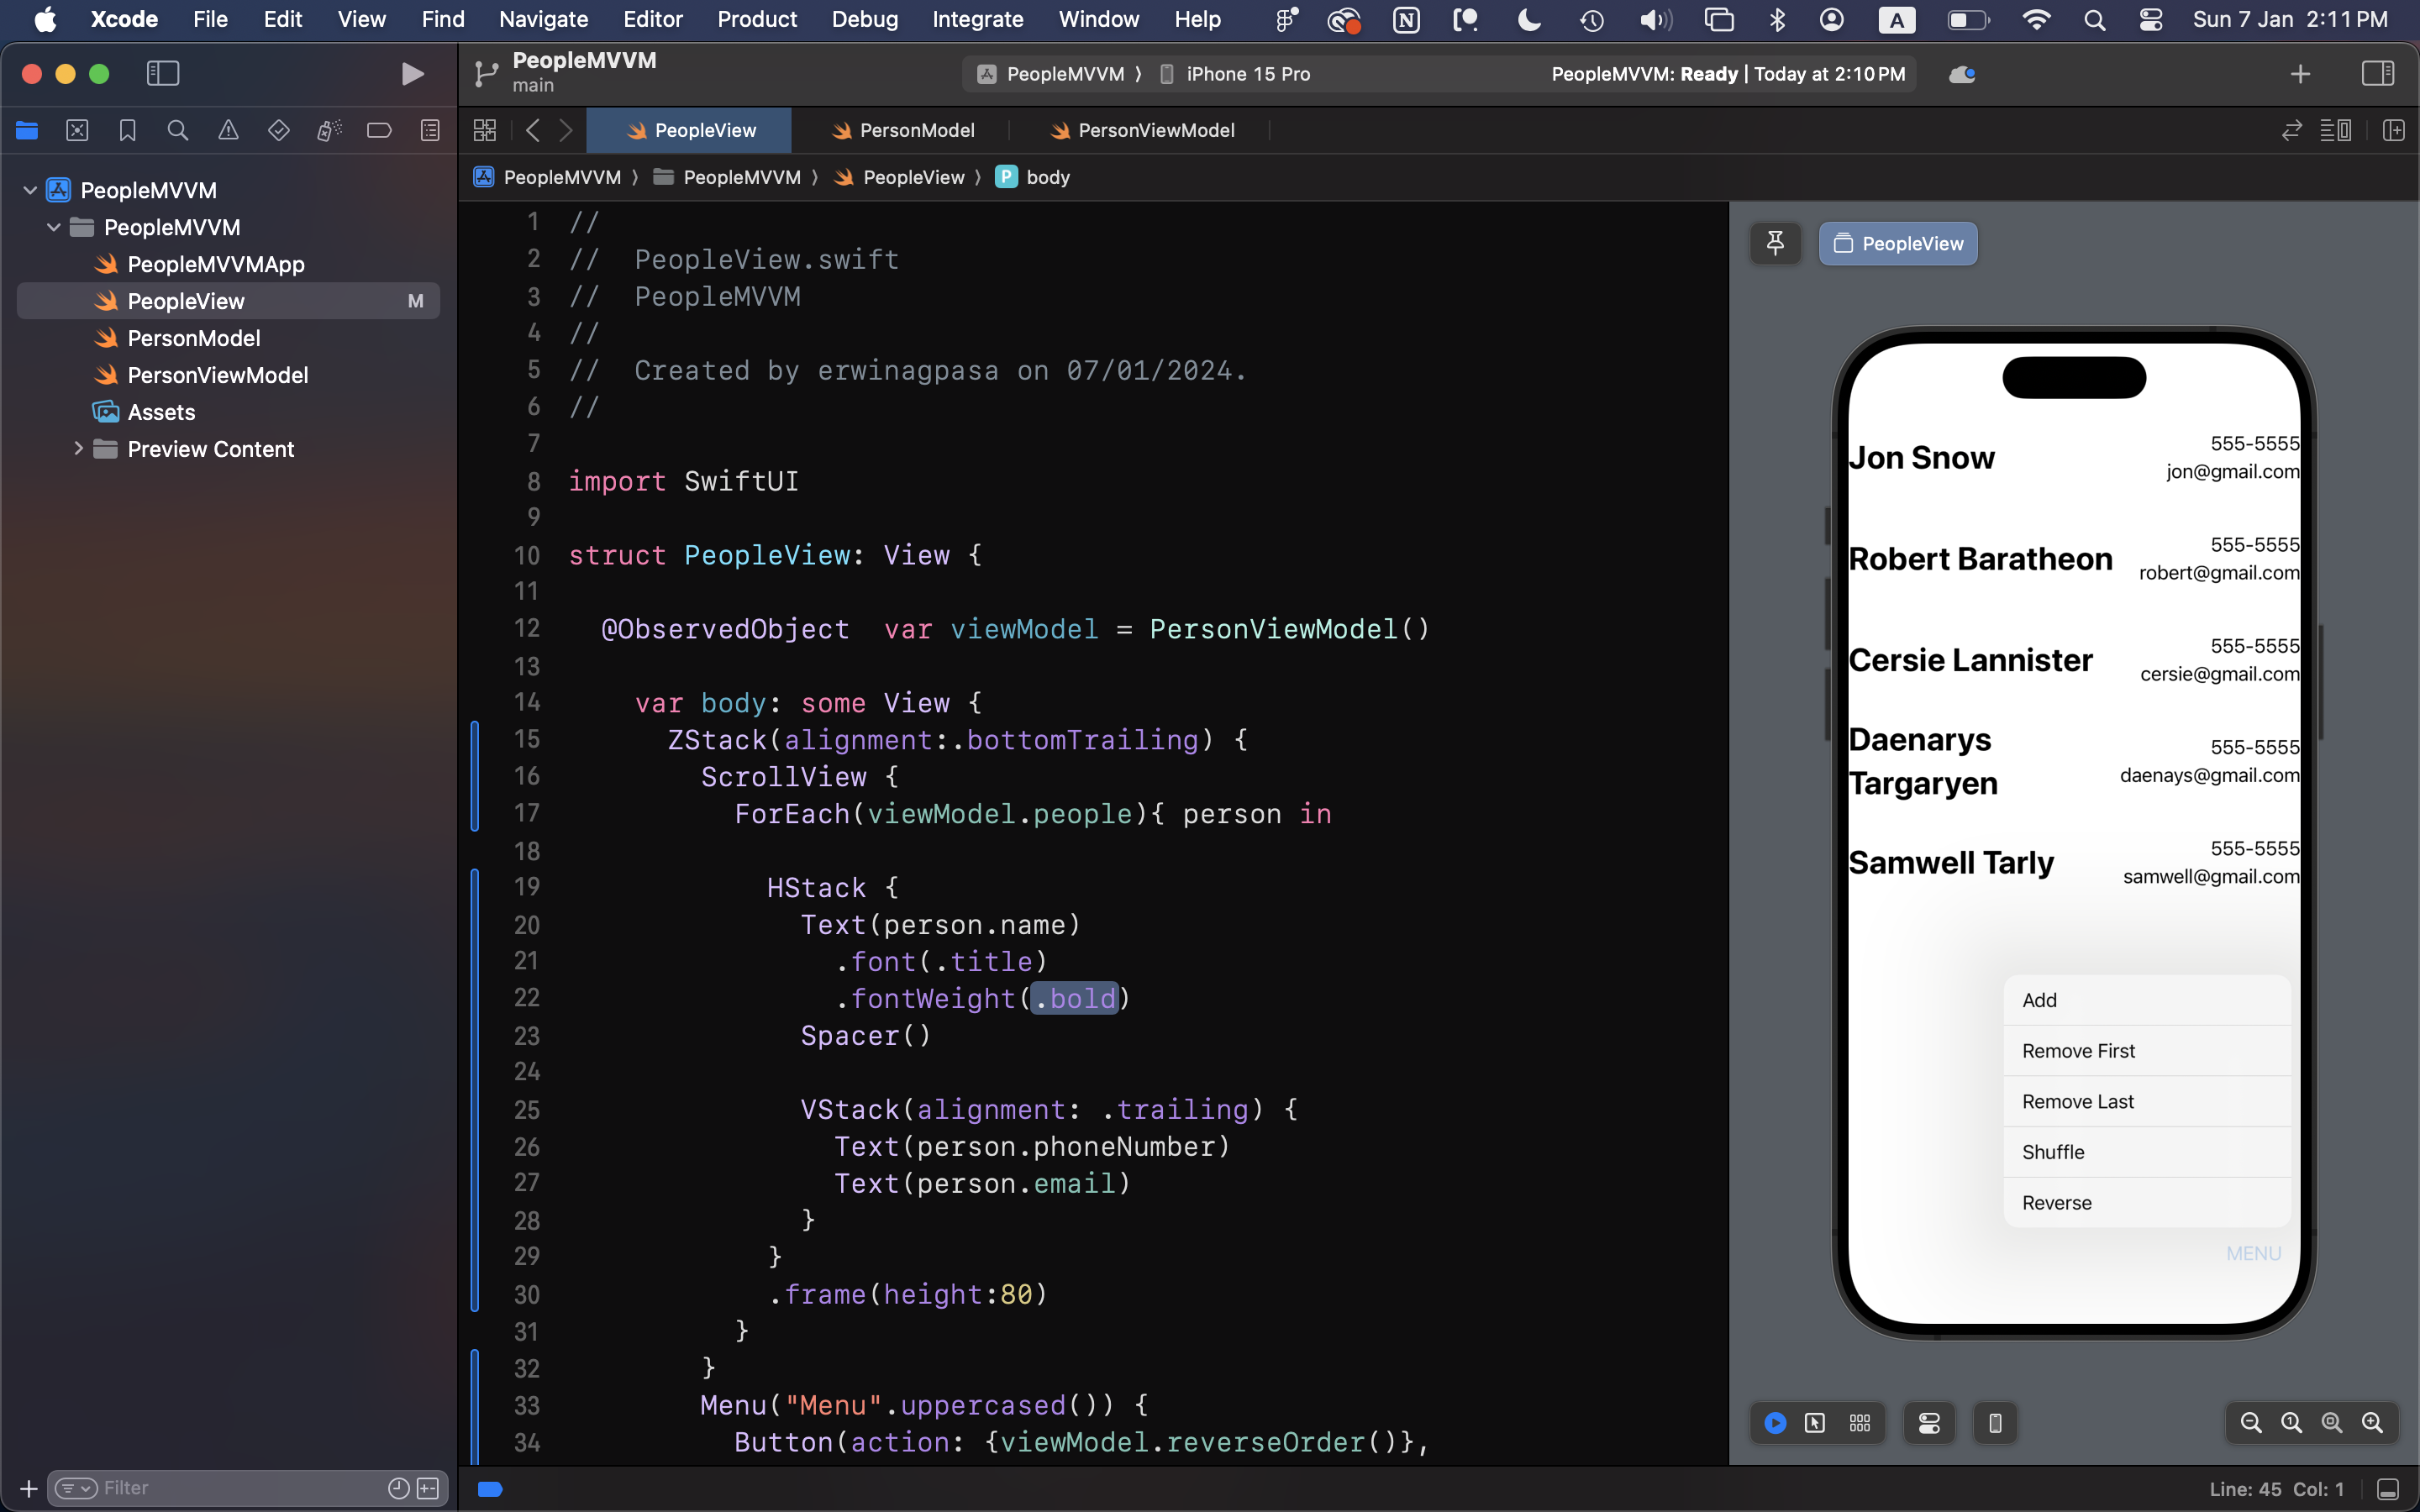 Xcode File Edit View Find Navigate Editor Product Debug Integrate Window Help A Sun 7 Jan 2:11 PM
PeopleMVVM
main
PeopleMVVM ⟩ iPhone 15 Pro
PeopleMVVM: Ready | Today at 2:10 PM
PeopleView PersonModel PersonViewModel
PeopleMVVM ⟩ PeopleMVVM ⟩ PeopleView ⟩ P body
PeopleMVVM
PeopleMVVM
PeopleMVVMApp
PeopleView M
PersonModel
PersonViewModel
Assets
Preview Content
Filter
1 //
2 //  PeopleView.swift
3 //  PeopleMVVM
4 //
5 //  Created by erwinagpasa on 07/01/2024.
6 //
7
8 import SwiftUI
9
10 struct PeopleView: View {
11
12   @ObservedObject  var viewModel = PersonViewModel()
13
14     var body: some View {
15       ZStack(alignment:.bottomTrailing) {
16         ScrollView {
17           ForEach(viewModel.people){ person in
18
19             HStack {
20               Text(person.name)
21                 .font(.title)
22                 .fontWeight(.bold)
23               Spacer()
24
25               VStack(alignment: .trailing) {
26                 Text(person.phoneNumber)
27                 Text(person.email)
28               }
29             }
30             .frame(height:80)
31           }
32         }
33         Menu("Menu".uppercased()) {
34           Button(action: {viewModel.reverseOrder()},
PeopleView
Jon Snow
555-5555
jon@gmail.com
Robert Baratheon
555-5555
robert@gmail.com
Cersie Lannister
555-5555
cersie@gmail.com
Daenarys
Targaryen
555-5555
daenays@gmail.com
Samwell Tarly
555-5555
samwell@gmail.com
Add
Remove First
Remove Last
Shuffle
Reverse
MENU
Line: 45 Col: 1